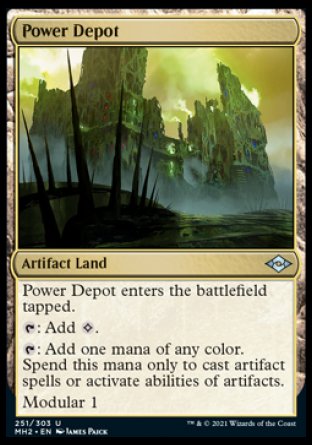 Power Depot
Artifact Land
Power Depot enters the battlefield
tapped.
: Add .
: Add one mana of any color.
Spend this mana only to cast artifact
spells or activate abilities of artifacts.
Modular 1
251/303 U
MH2 • EN James Paick
™ & © 2021 Wizards of the Coast